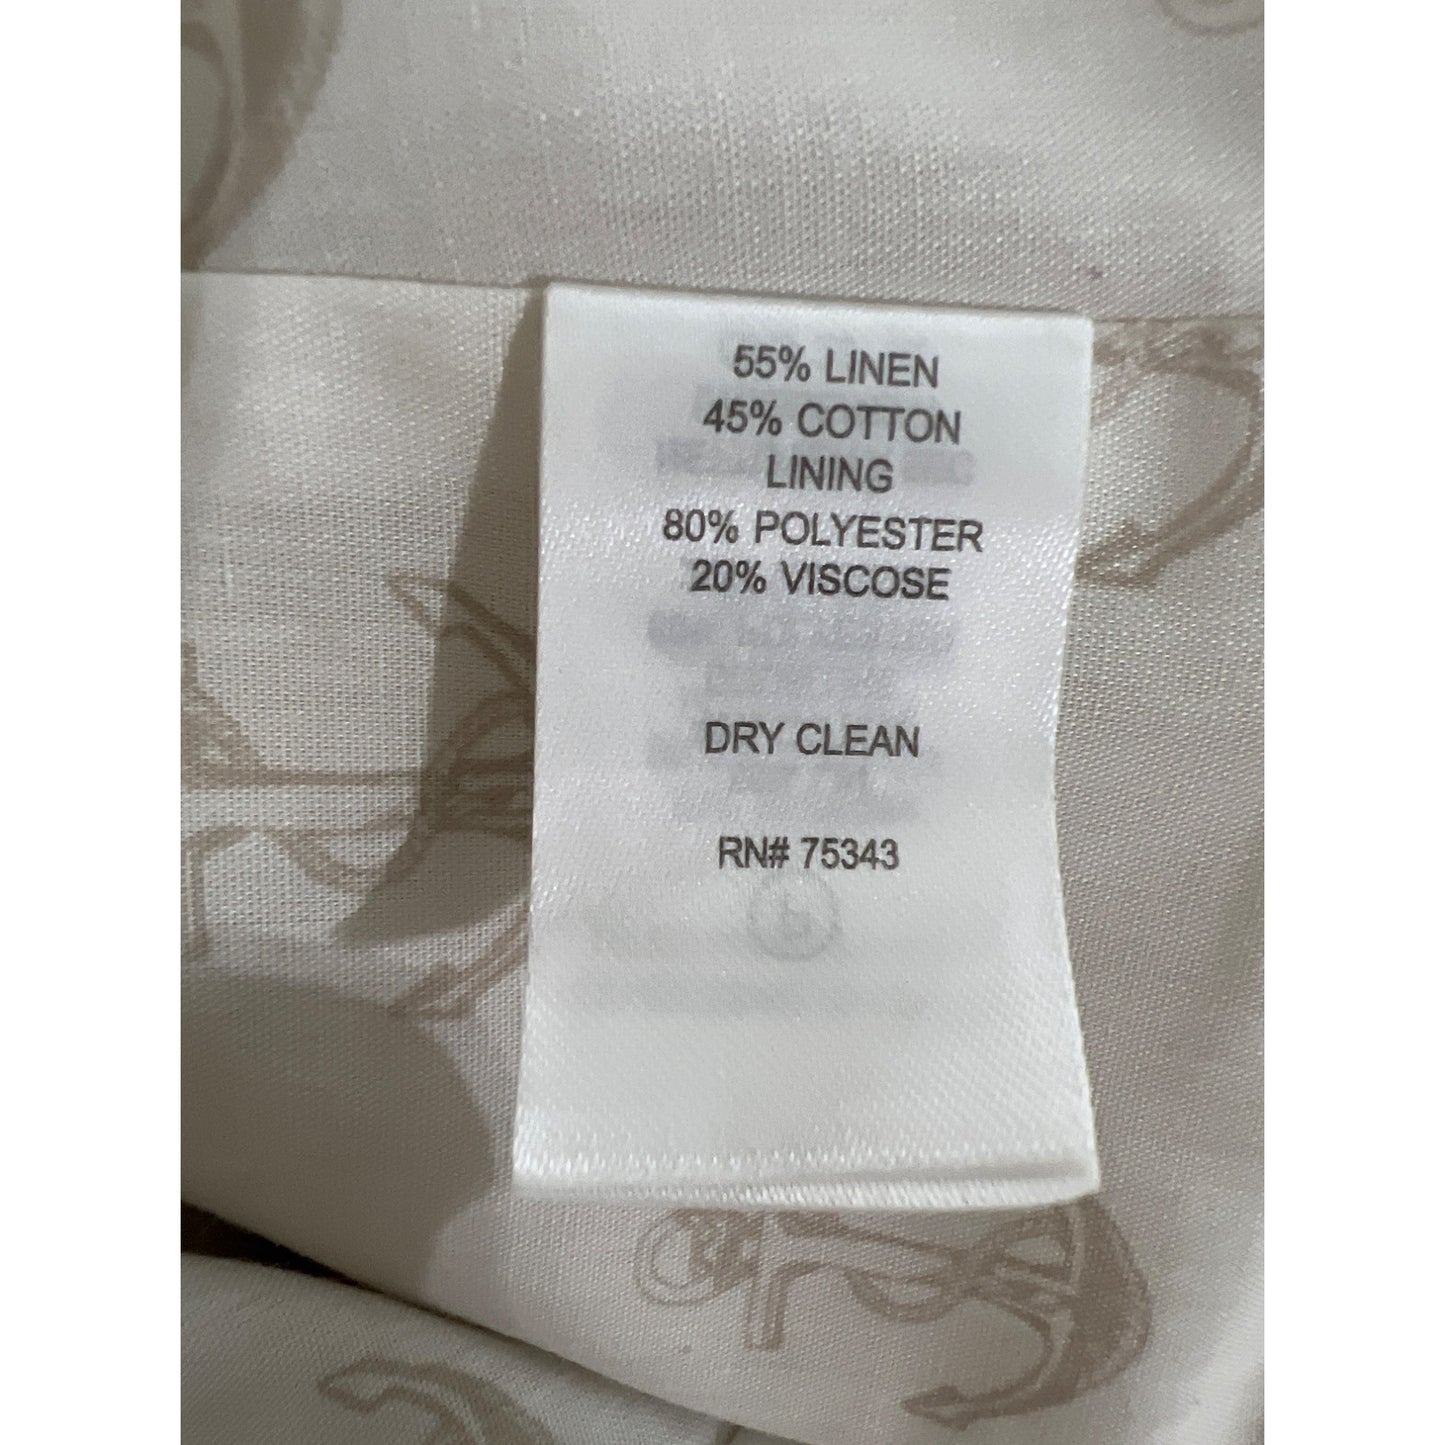 55% LINEN
45% COTTON
LINING
80% POLYESTER
20% VISCOSE
DRY CLEAN
RN# 75343